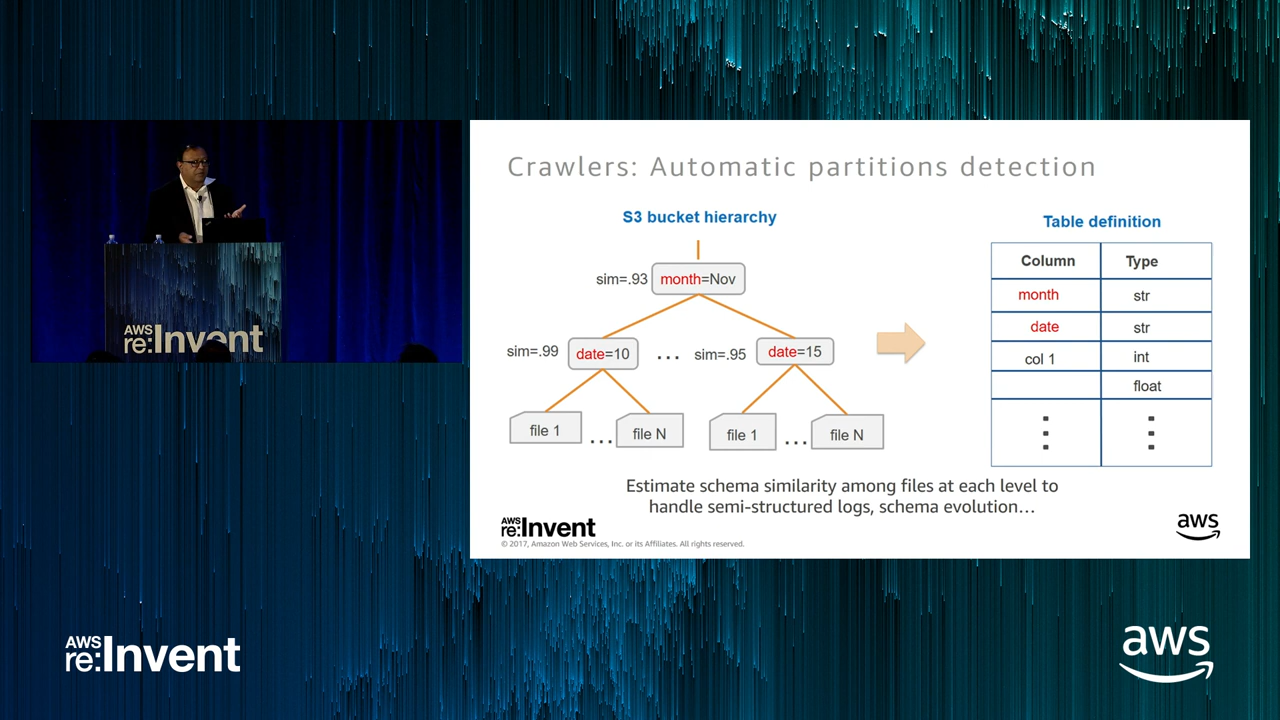 Crawlers: Automatic partitions detection
S3 bucket hierarchy
sim=.93 month=Nov
sim=.99 date=10 ... sim=.95 date=15
file 1 ... file N file 1 ... file N
Table definition
Column Type
month str
date str
col 1 int
float
Estimate schema similarity among files at each level to
handle semi-structured logs, schema evolution...
AWS
re:Invent
© 2017, Amazon Web Services, Inc. or its Affiliates. All rights reserved.
aws
AWS
re:Invent
AWS
re:Invent
aws